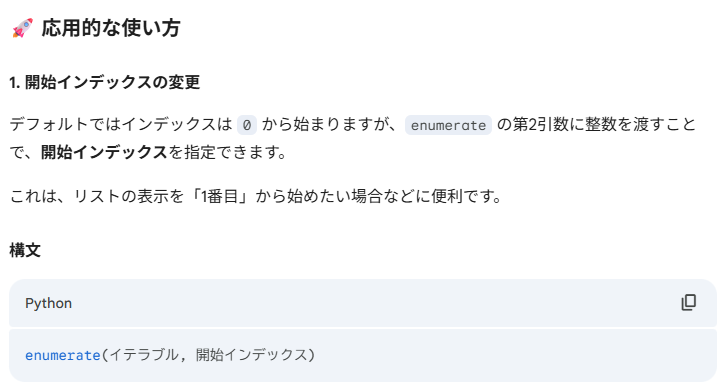 🚀 応用的な使い方
1. 開始インデックスの変更
デフォルトではインデックスは 0 から始まりますが、 enumerate の第2引数に整数を渡すこと
で、開始インデックスを指定できます。
これは、リストの表示を「1番目」から始めたい場合などに便利です。
構文
Python
enumerate(イテラブル, 開始インデックス)